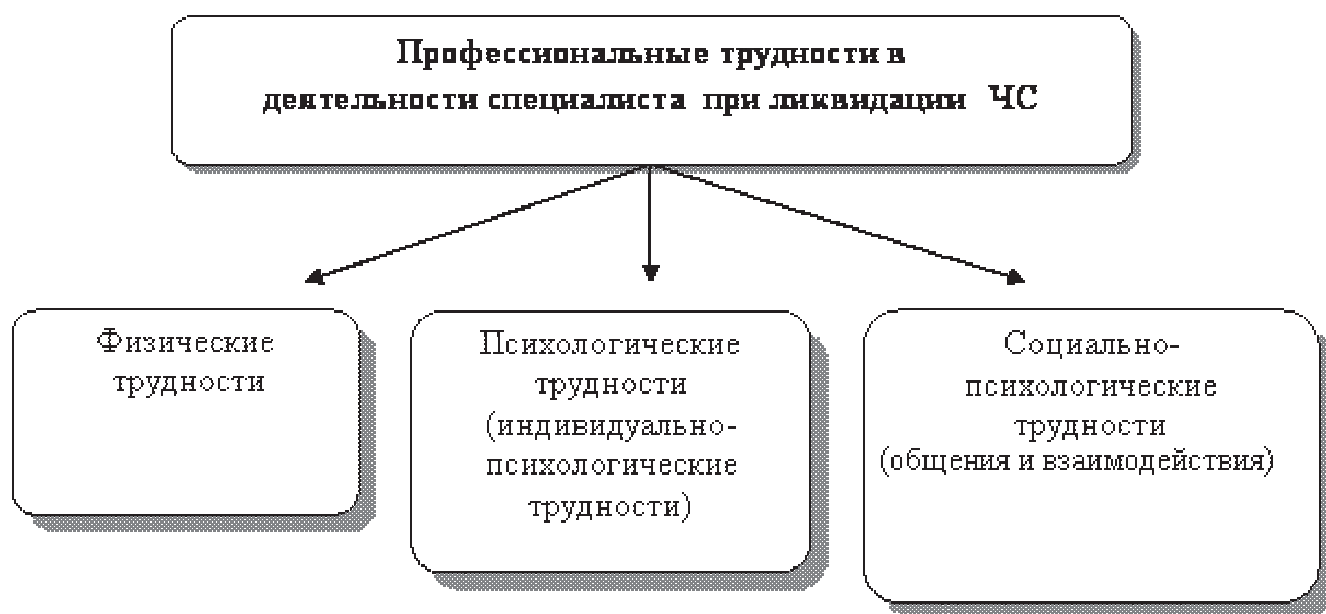 Профессиональные трудности в
деятельности специалиста при ликвидации ЧС
Физические
трудности
Психологические
трудности
(индивидуально-
психологические
трудности)
Социально-
психологические
трудности
(общения и взаимодействия)